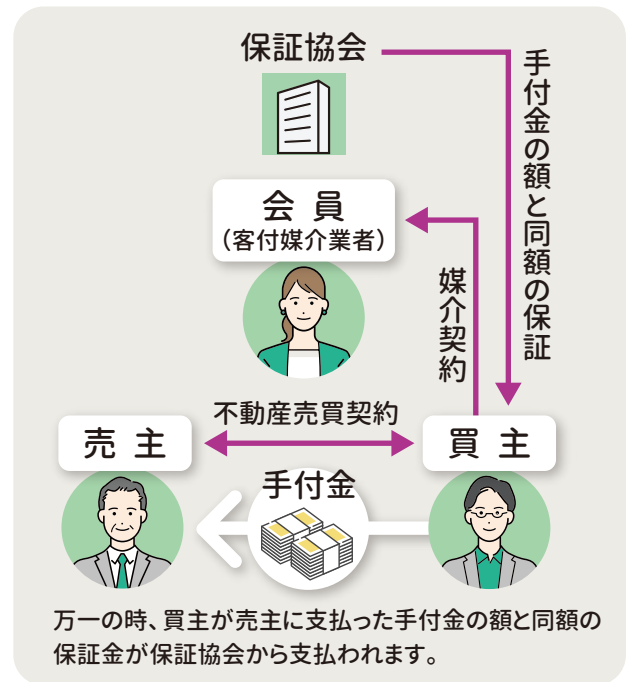 保証協会
手付金の額と同額の保証
会員
（客付媒介業者）
媒介契約
不動産売買契約
売主
買主
手付金
万一の時、買主が売主に支払った手付金の額と同額の
保証金が保証協会から支払われます。